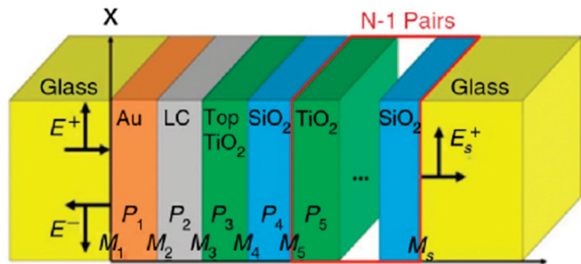 X
N-1 Pairs
Glass
Au
LC
Top
TiO₂
SiO₂
TiO₂
SiO₂
Glass
E⁺
E⁻
Eₛ⁺
...
P₁
P₂
P₃
P₄
P₅
M₁
M₂
M₃
M₄
M₅
Mₛ